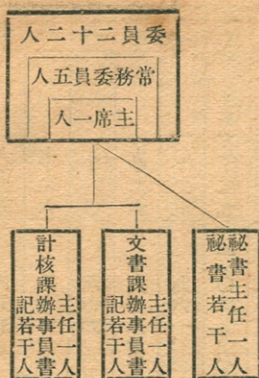 委員二十二人
常務委員五人
主席一人
祕書主任一人
祕書若干人
文書課
主任一人
辦事員書記若干人
計核課
主任一人
辦事員書記若干人